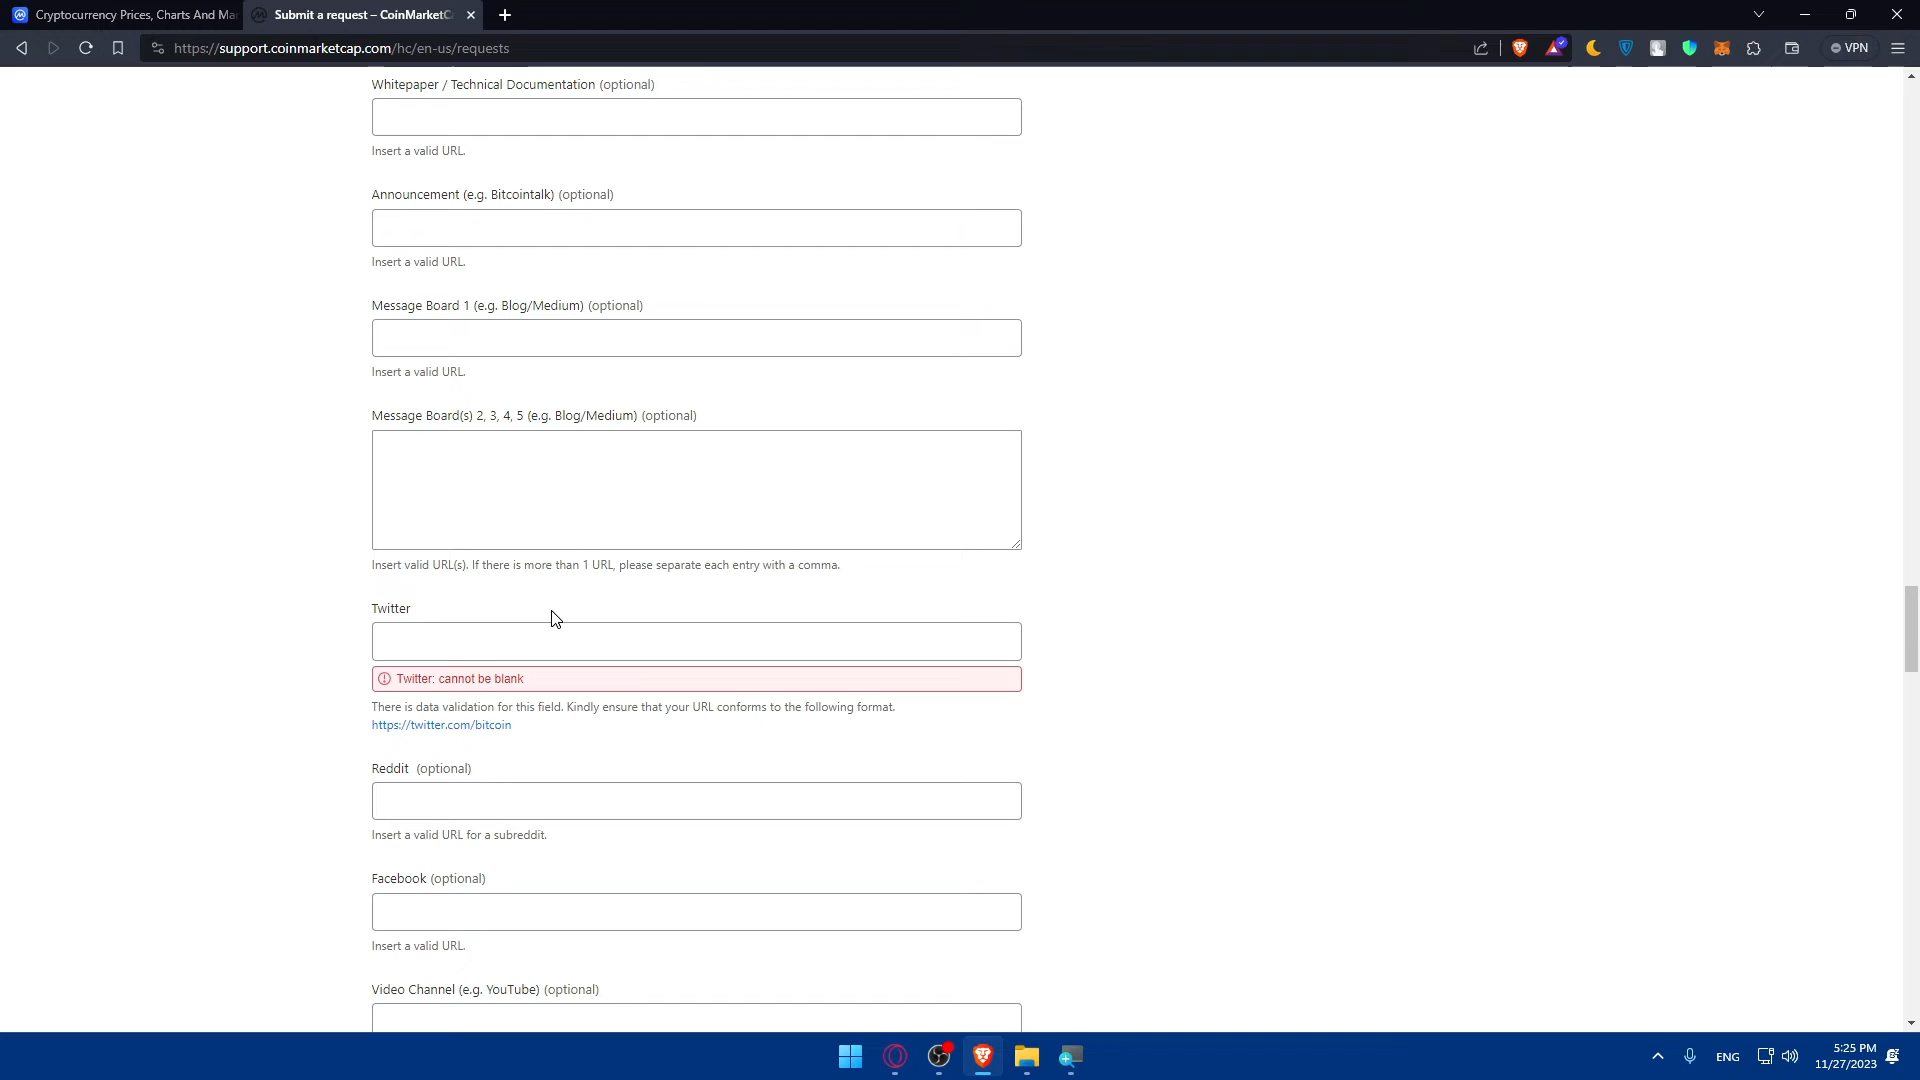 Cryptocurrency Prices, Charts And Ma
Submit a request – CoinMarketC
https://support.coinmarketcap.com/hc/en-us/requests
VPN
Whitepaper / Technical Documentation (optional)
Insert a valid URL.
Announcement (e.g. Bitcointalk) (optional)
Insert a valid URL.
Message Board 1 (e.g. Blog/Medium) (optional)
Insert a valid URL.
Message Board(s) 2, 3, 4, 5 (e.g. Blog/Medium) (optional)
Insert valid URL(s). If there is more than 1 URL, please separate each entry with a comma.
Twitter
Twitter: cannot be blank
There is data validation for this field. Kindly ensure that your URL conforms to the following format.
https://twitter.com/bitcoin
Reddit (optional)
Insert a valid URL for a subreddit.
Facebook (optional)
Insert a valid URL.
Video Channel (e.g. YouTube) (optional)
ENG
5:25 PM
11/27/2023